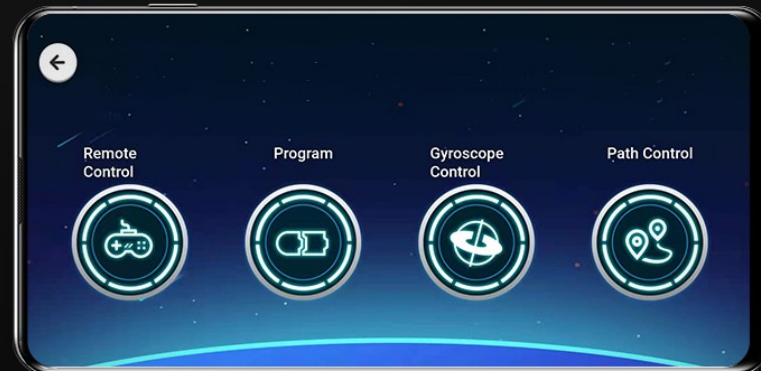 Remote
Control
Program
Gyroscope
Control
Path Control